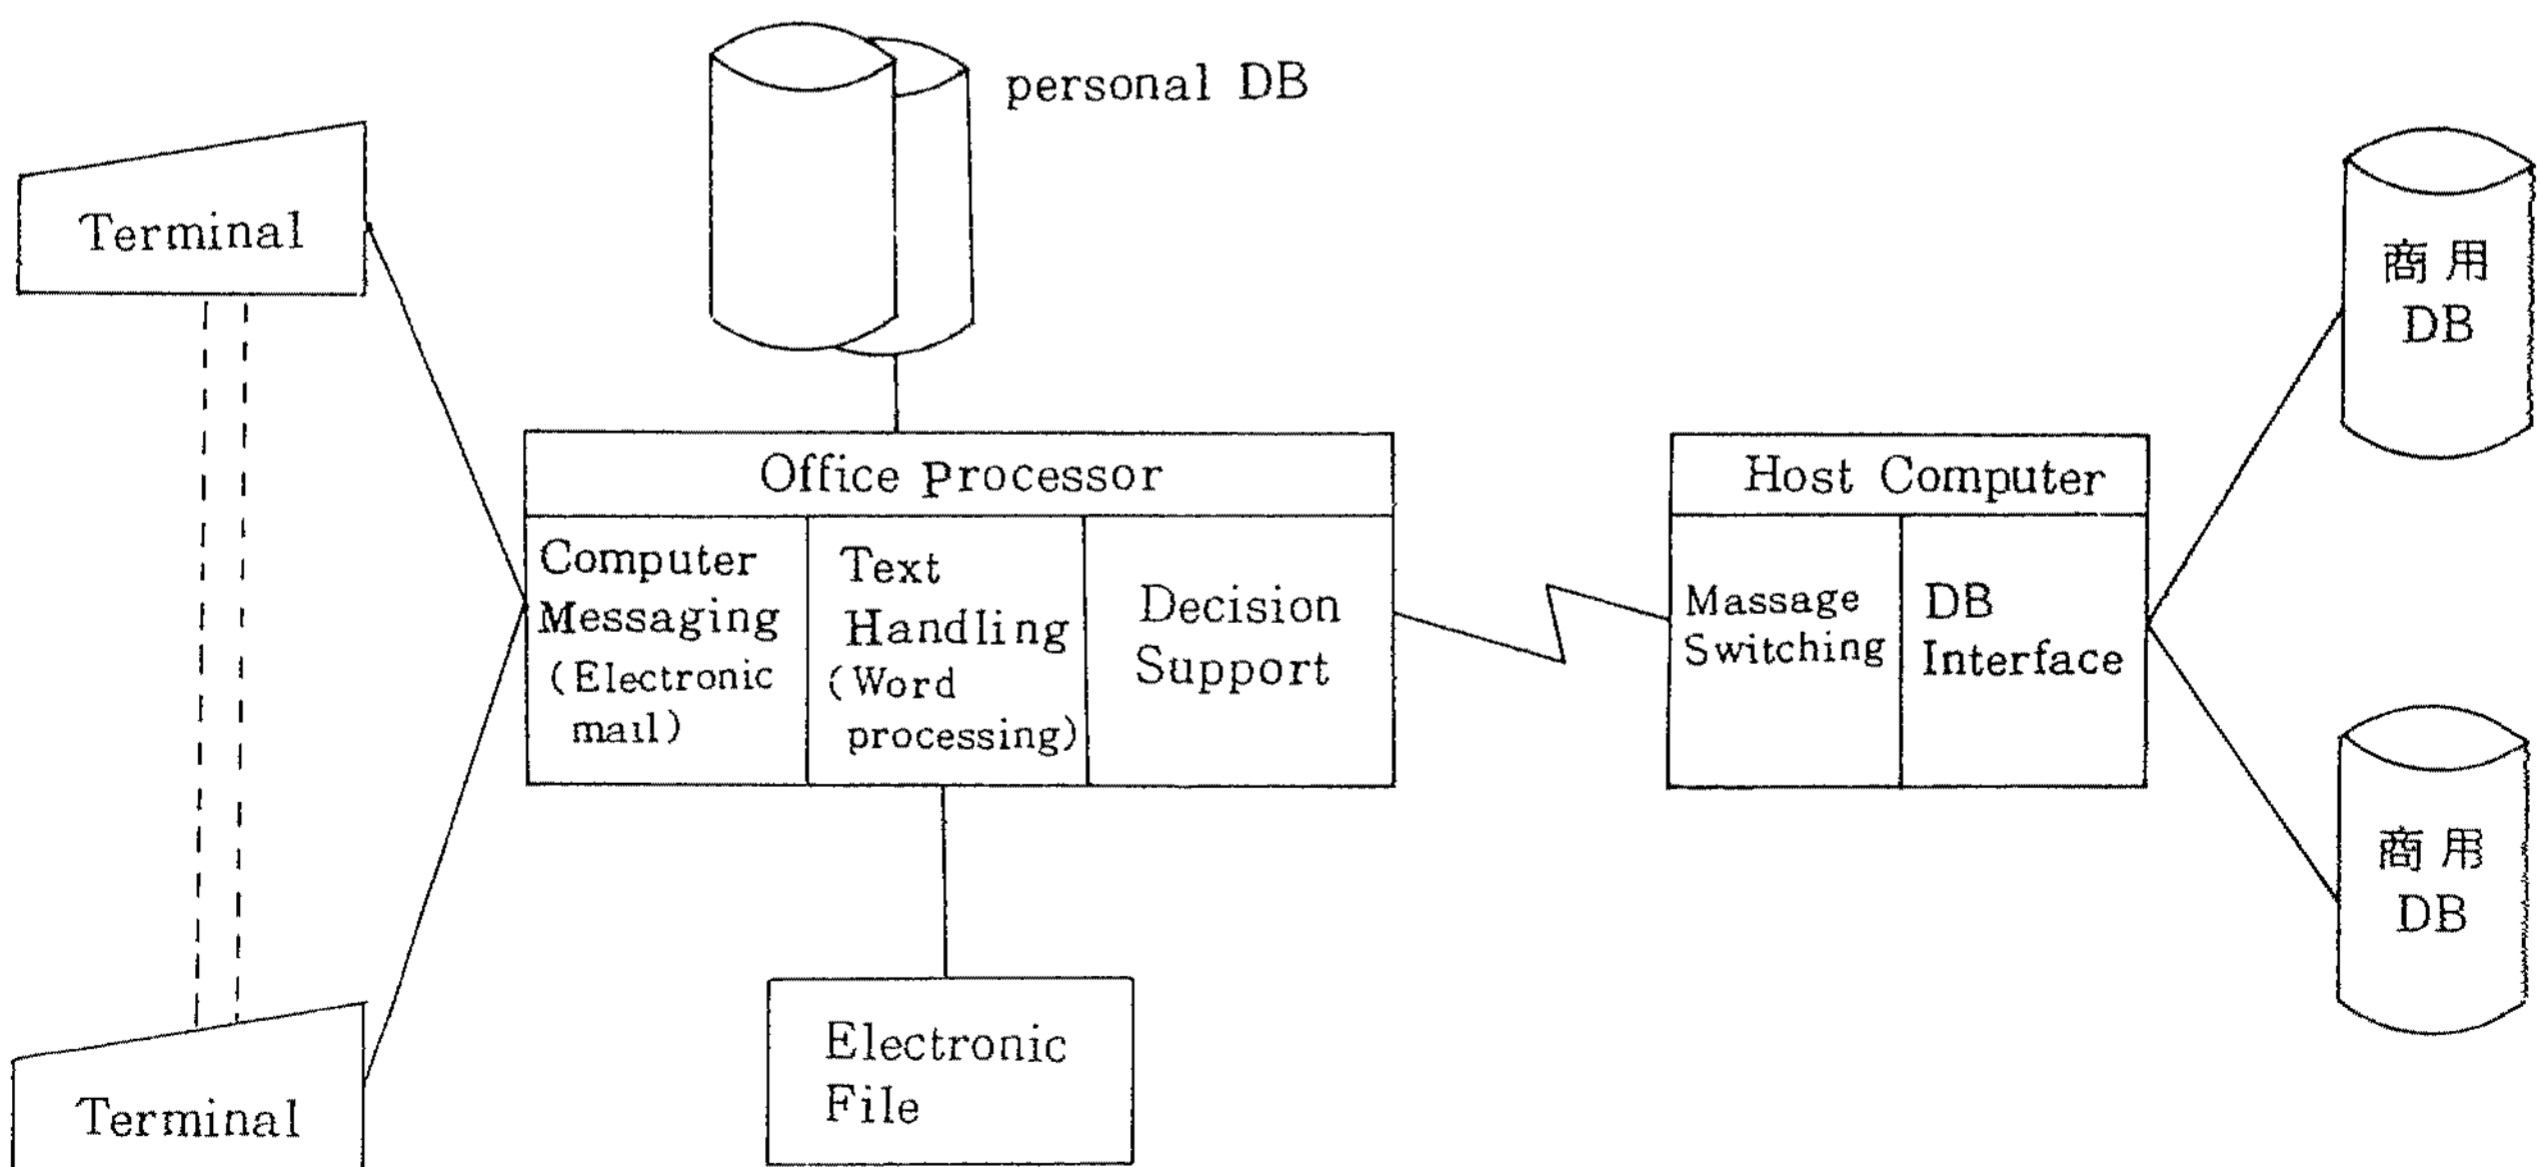 personal DB
Terminal
商用
DB
Office Processor
Computer
Messaging
(Electronic
mail)
Text
Handling
(Word
processing)
Decision
Support
Host Computer
Massage
Switching
DB
Interface
商用
DB
Electronic
File
Terminal